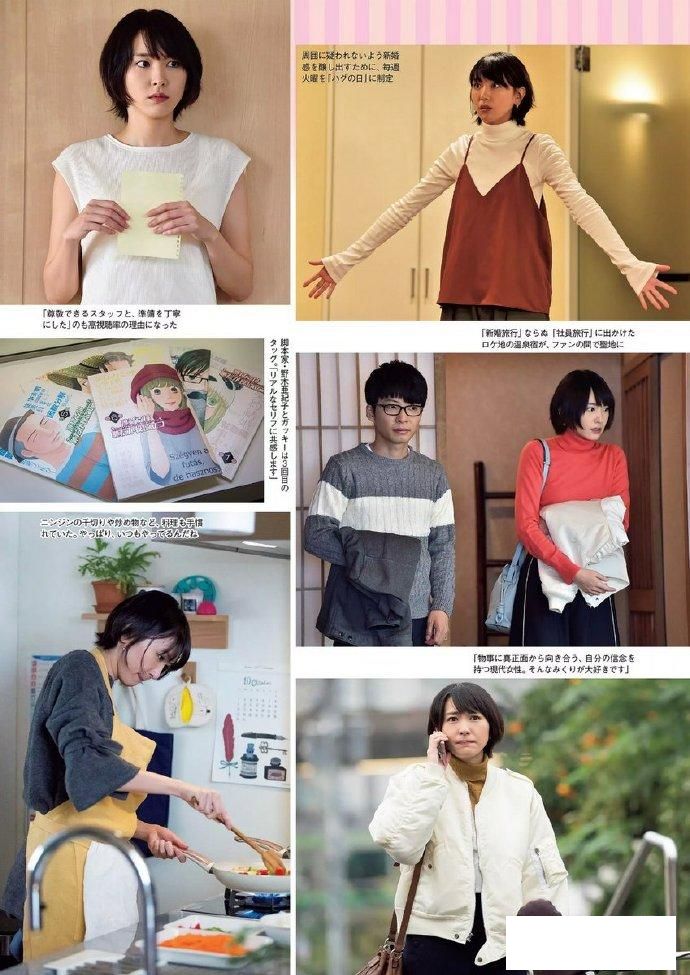 周囲に疑われないよう新婚
感を醸し出すために、毎週
火曜を「ハグの日」に制定
「尊敬できるスタッフと、準備を丁寧
にした」のも高視聴率の理由になった
「新婚旅行」ならぬ「社員旅行」に出かけた
ロケ地の温泉宿が、ファンの間で聖地に
脚本家・野木亜紀子とガッキーは3回目の
タッグ。「リアルなセリフに共感します」
Szégyen a
futás,
de hasznos.
ニンジンの千切りや炒め物など、料理も手慣
れていた。やっぱり、いつもやってるんだね
10
「物事に真正面から向き合う、自分の信念を
持つ現代女性。そんなみくりが大好きです」